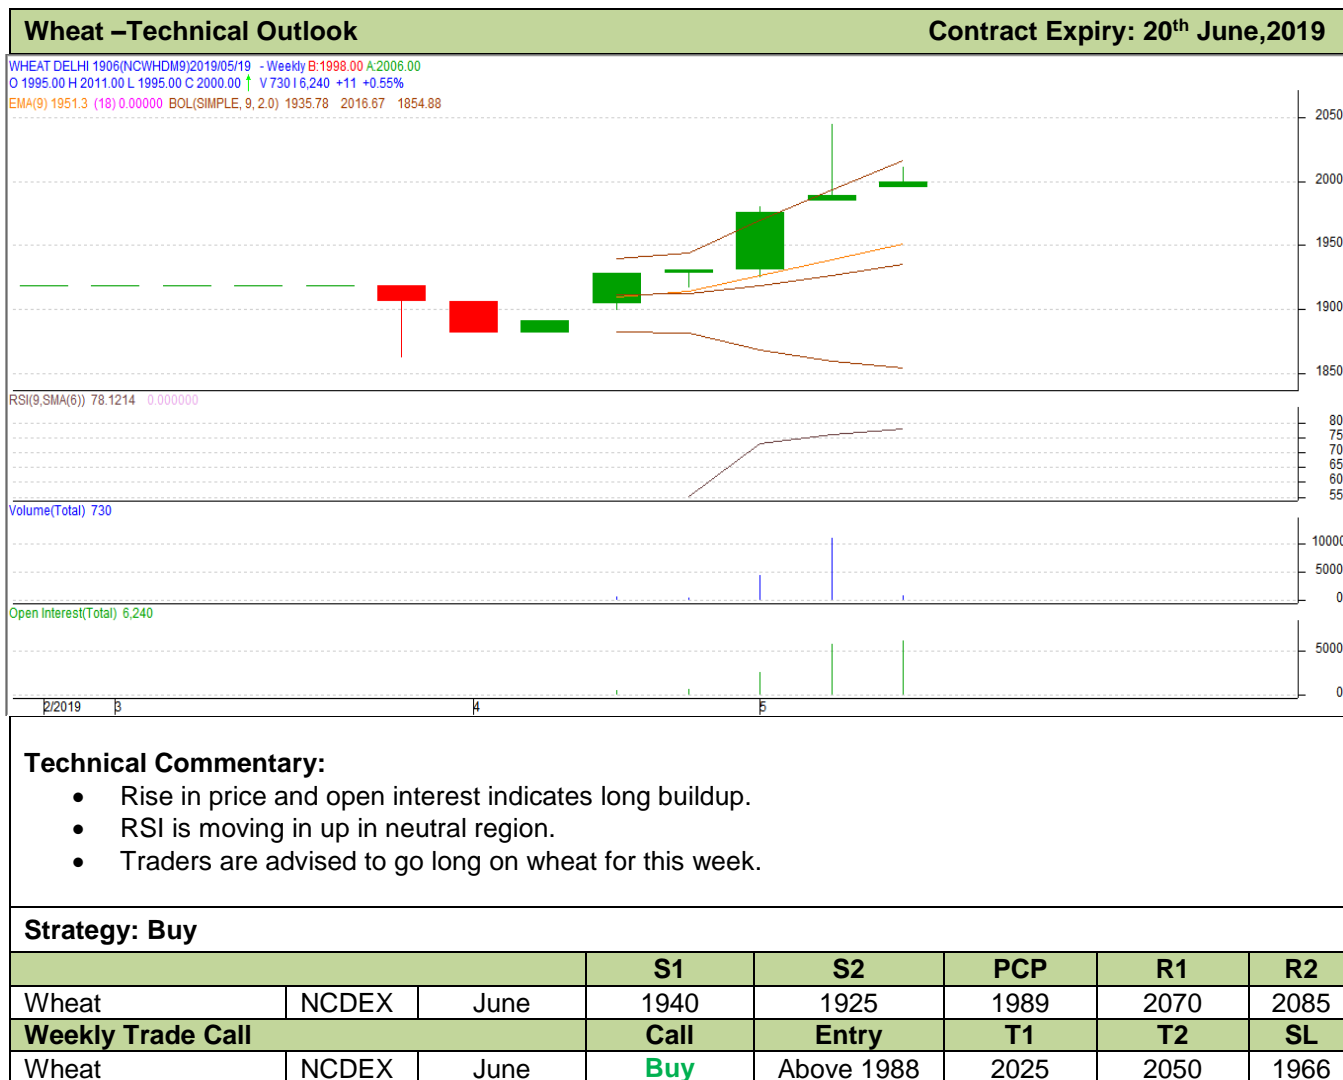 Wheat –Technical Outlook Contract Expiry: 20th June,2019
WHEAT DELHI 1906(NCWHDM9)2019/05/19 - Weekly B:1998.00 A:2006.00
O 1995.00 H 2011.00 L 1995.00 C 2000.00 ↑ V 730 I 6,240 +11 +0.55%
EMA(9) 1951.3 (18) 0.00000 BOL(SIMPLE, 9, 2.0) 1935.78 2016.67 1854.88
2050
2000
1950
1900
1850
RSI(9,SMA(6)) 78.1214 0.000000
80
75
70
65
60
55
Volume(Total) 730
10000
5000
0
Open Interest(Total) 6,240
5000
0
2/2019 3 4 5
Technical Commentary:
• Rise in price and open interest indicates long buildup.
• RSI is moving in up in neutral region.
• Traders are advised to go long on wheat for this week.
Strategy: Buy
S1 S2 PCP R1 R2
Wheat NCDEX June 1940 1925 1989 2070 2085
Weekly Trade Call Call Entry T1 T2 SL
Wheat NCDEX June Buy Above 1988 2025 2050 1966